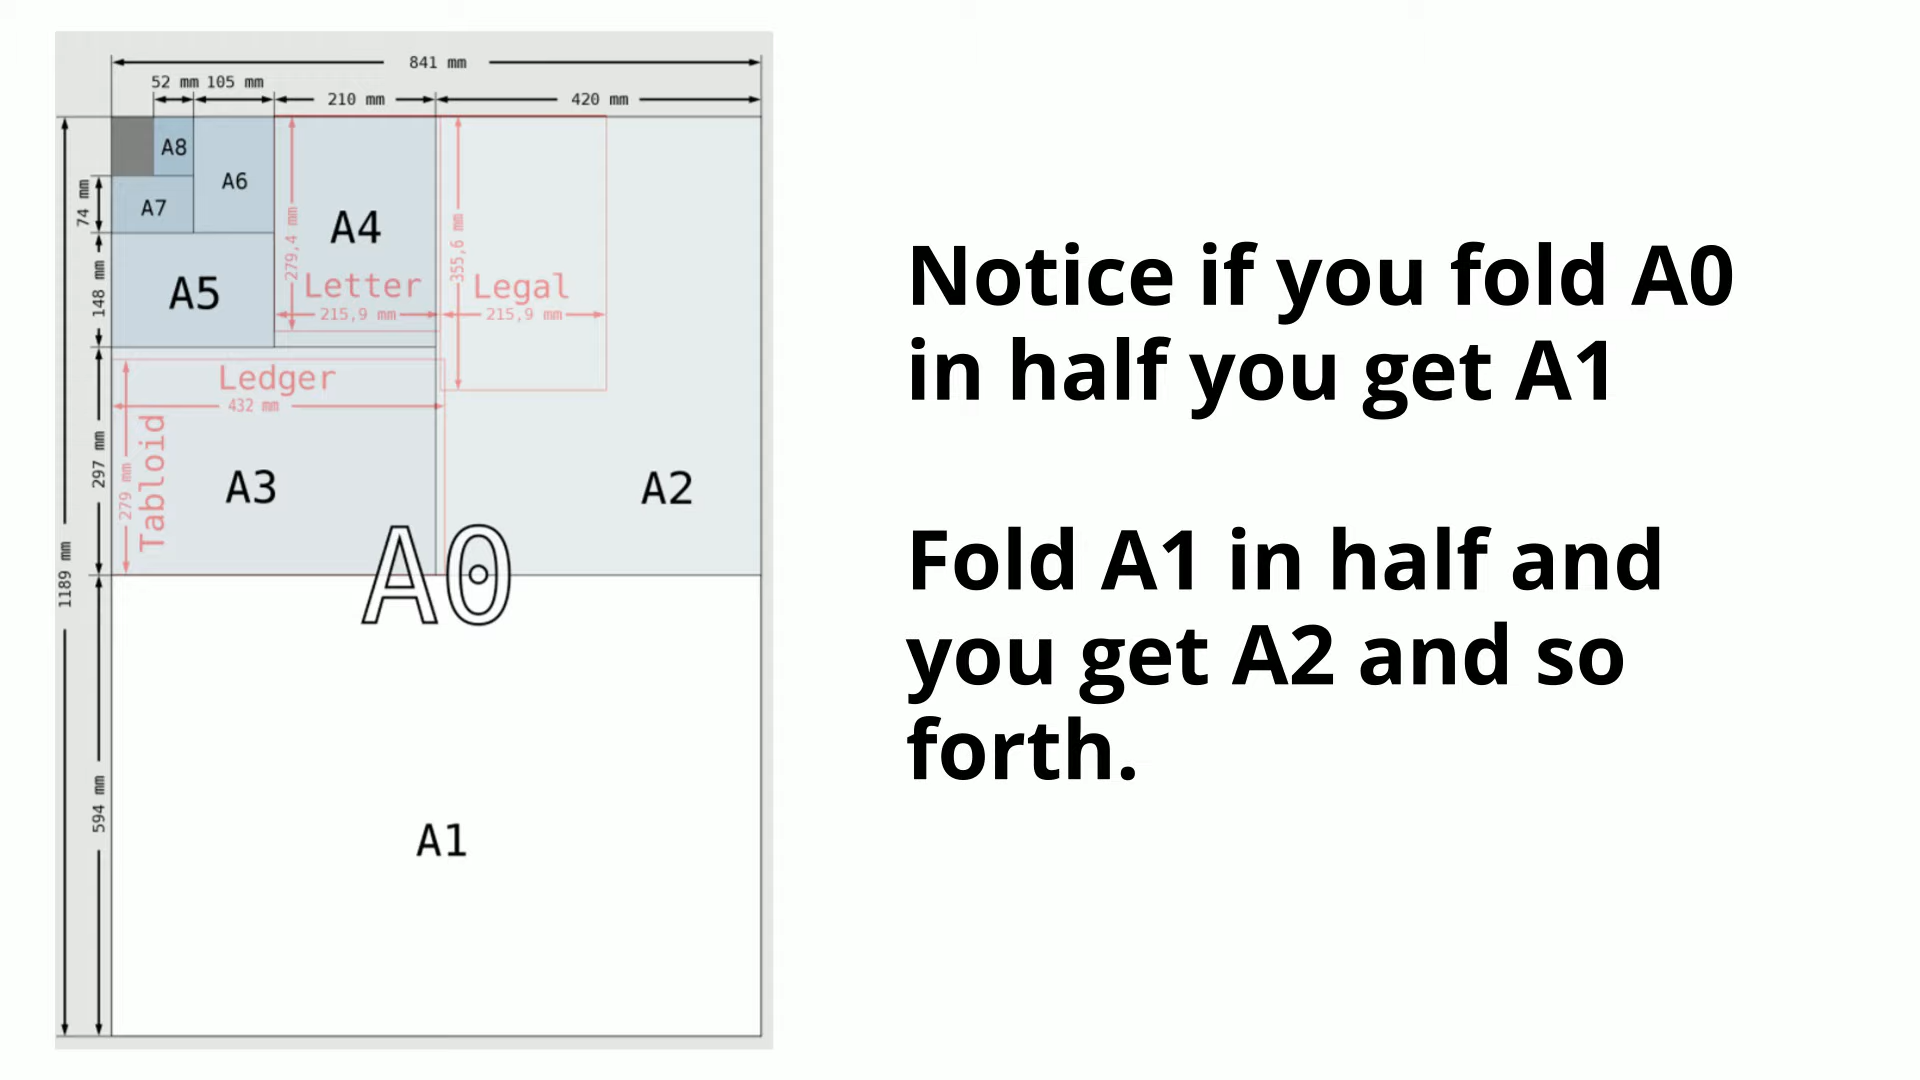 841 mm
52 mm 105 mm
210 mm
420 mm
A8
A6
A7
A4
A5
74 mm
148 mm
279,4 mm
Letter
215,9 mm
355,6 mm
Legal
215,9 mm
Ledger
432 mm
Tabloid
279 mm
297 mm
A3
A2
A0
1189 mm
594 mm
A1
Notice if you fold A0
in half you get A1
Fold A1 in half and
you get A2 and so
forth.